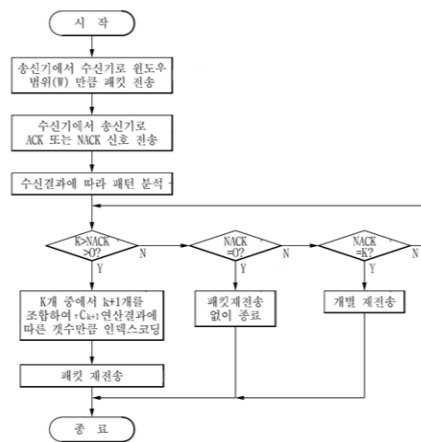 시 작
송신기에서 수신기로 윈도우
범위(W) 만큼 패킷 전송
수신기에서 송신기로
ACK 또는 NACK 신호 전송
수신결과에 따라 패턴 분석
K>NACK
>0?
N
Y
NACK
=0?
N
Y
NACK
=K?
N
Y
K개 중에서 k+1개를
조합하여 ₁Cₖ₊₁ 연산결과에
따른 갯수만큼 인덱스코딩
패킷재전송
없이 종료
개별 재전송
패킷 재전송
종 료